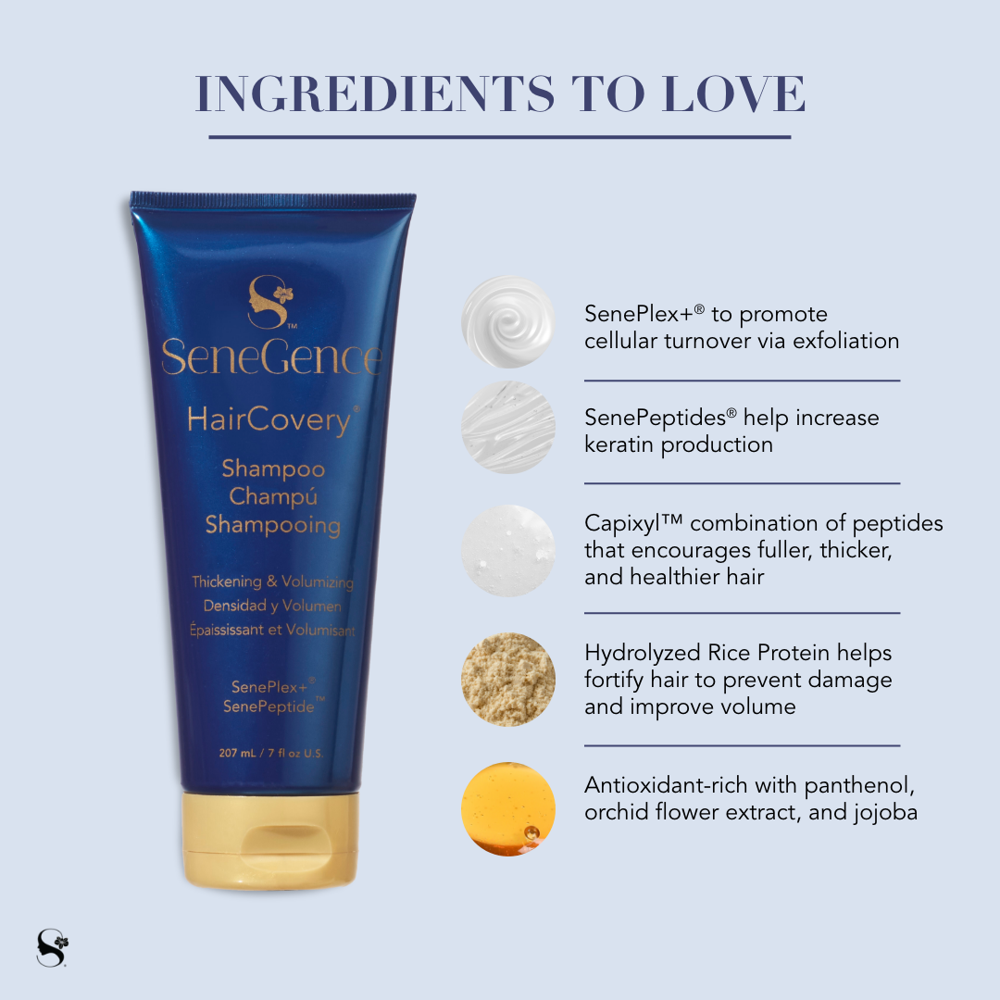 INGREDIENTS TO LOVE
S™
SeneGence
HairCovery®
Shampoo
Champú
Shampooing
Thickening & Volumizing
Densidad y Volumen
Épaississant et Volumisant
SenePlex+®
SenePeptide™
207 mL / 7 fl oz U.S.
SenePlex+® to promote
cellular turnover via exfoliation
SenePeptides® help increase
keratin production
Capixyl™ combination of peptides
that encourages fuller, thicker,
and healthier hair
Hydrolyzed Rice Protein helps
fortify hair to prevent damage
and improve volume
Antioxidant-rich with panthenol,
orchid flower extract, and jojoba
S